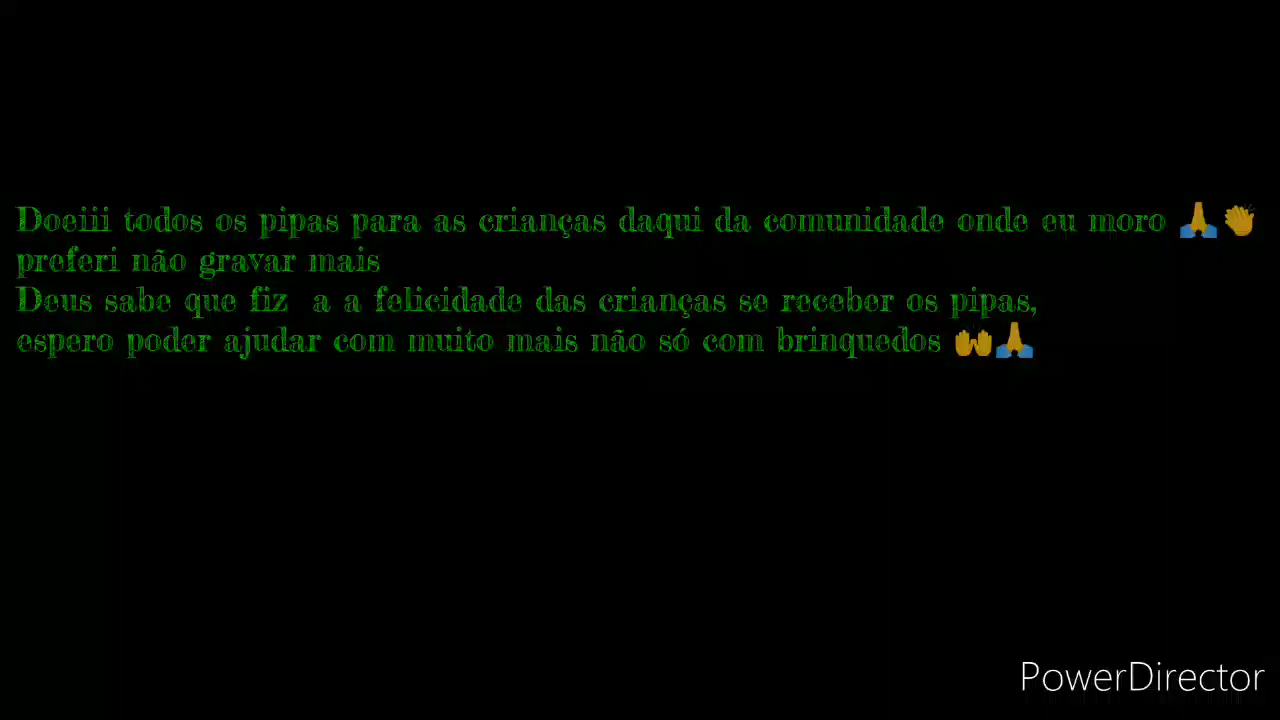 Doeiii todos os pipas para as crianças daqui da comunidade onde eu moro 🙏👏
preferi não gravar mais
Deus sabe que fiz  a a felicidade das crianças se receber os pipas,
espero poder ajudar com muito mais não só com brinquedos 👐🙏
PowerDirector